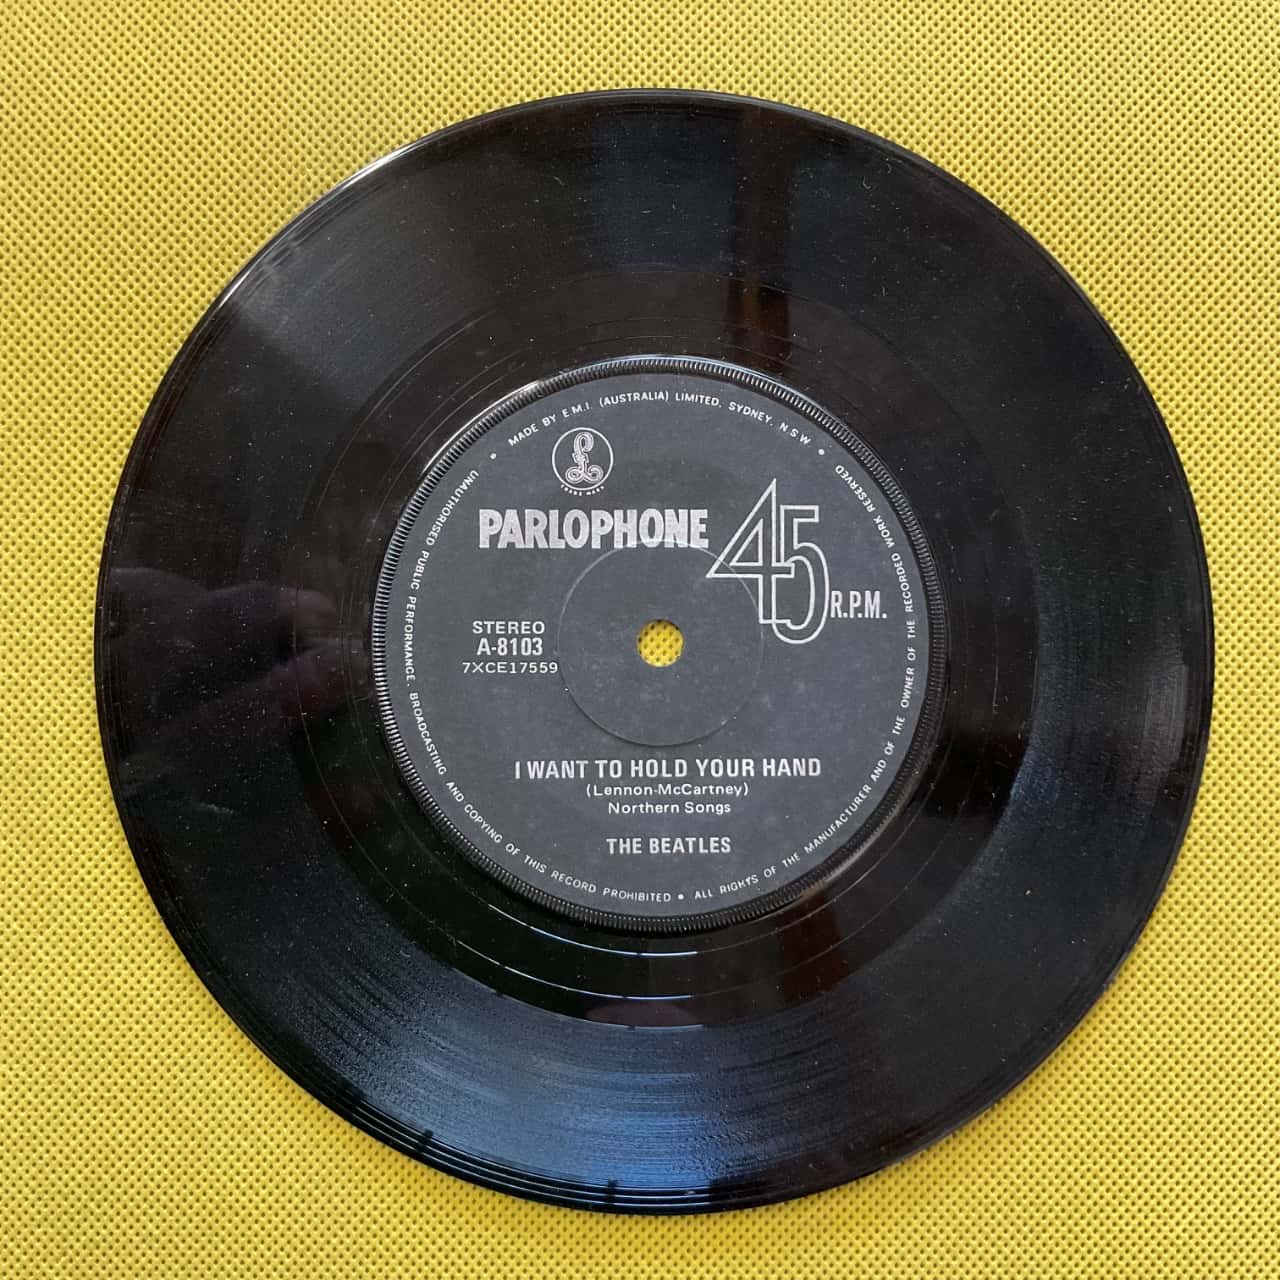 MADE BY E.M.I. (AUSTRALIA) LIMITED, SYDNEY, N.S.W. • UNAUTHORISED PUBLIC PERFORMANCE, BROADCASTING AND COPYING OF THIS RECORD PROHIBITED • ALL RIGHTS OF THE MANUFACTURER AND OF THE OWNER OF THE RECORDED WORK RESERVED •
£
TRADE MARK
PARLOPHONE
45 R.P.M.
STEREO
A-8103
7XCE17559
I WANT TO HOLD YOUR HAND
(Lennon-McCartney)
Northern Songs
THE BEATLES